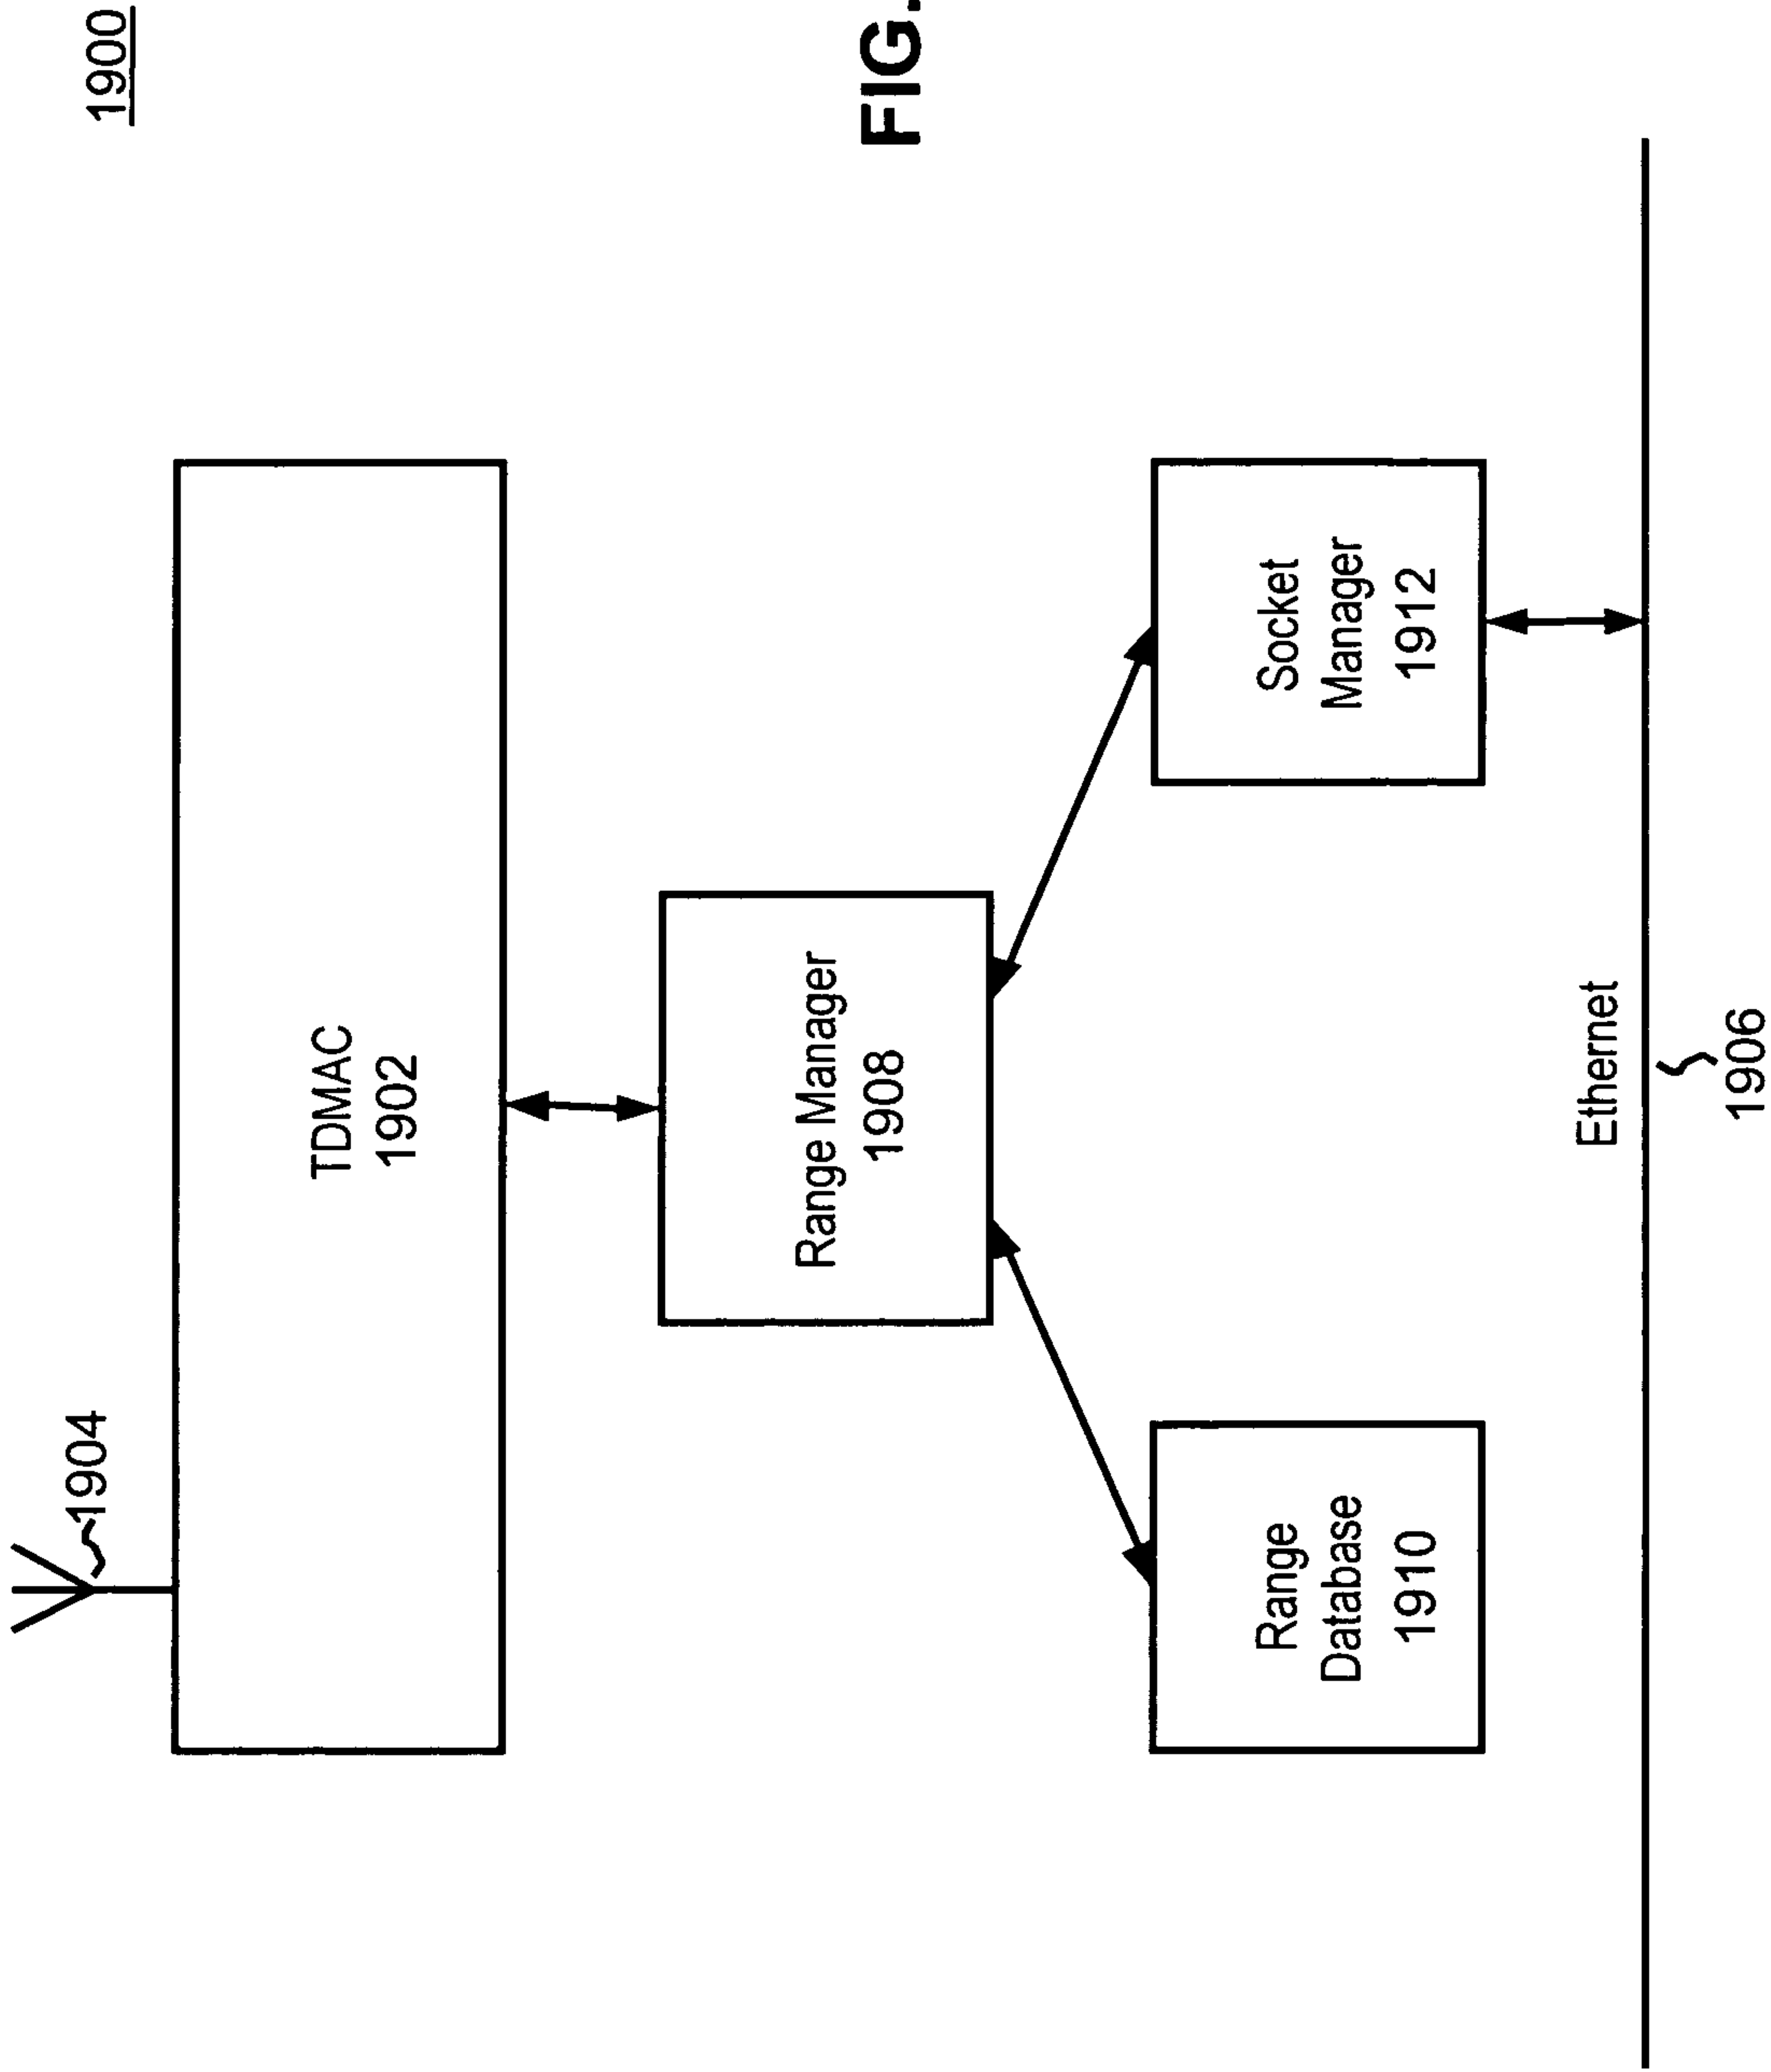 1900
1904
TDMAC
1902
Range Manager
1908
Range
Database
1910
Socket
Manager
1912
Ethernet
1906
FIG.